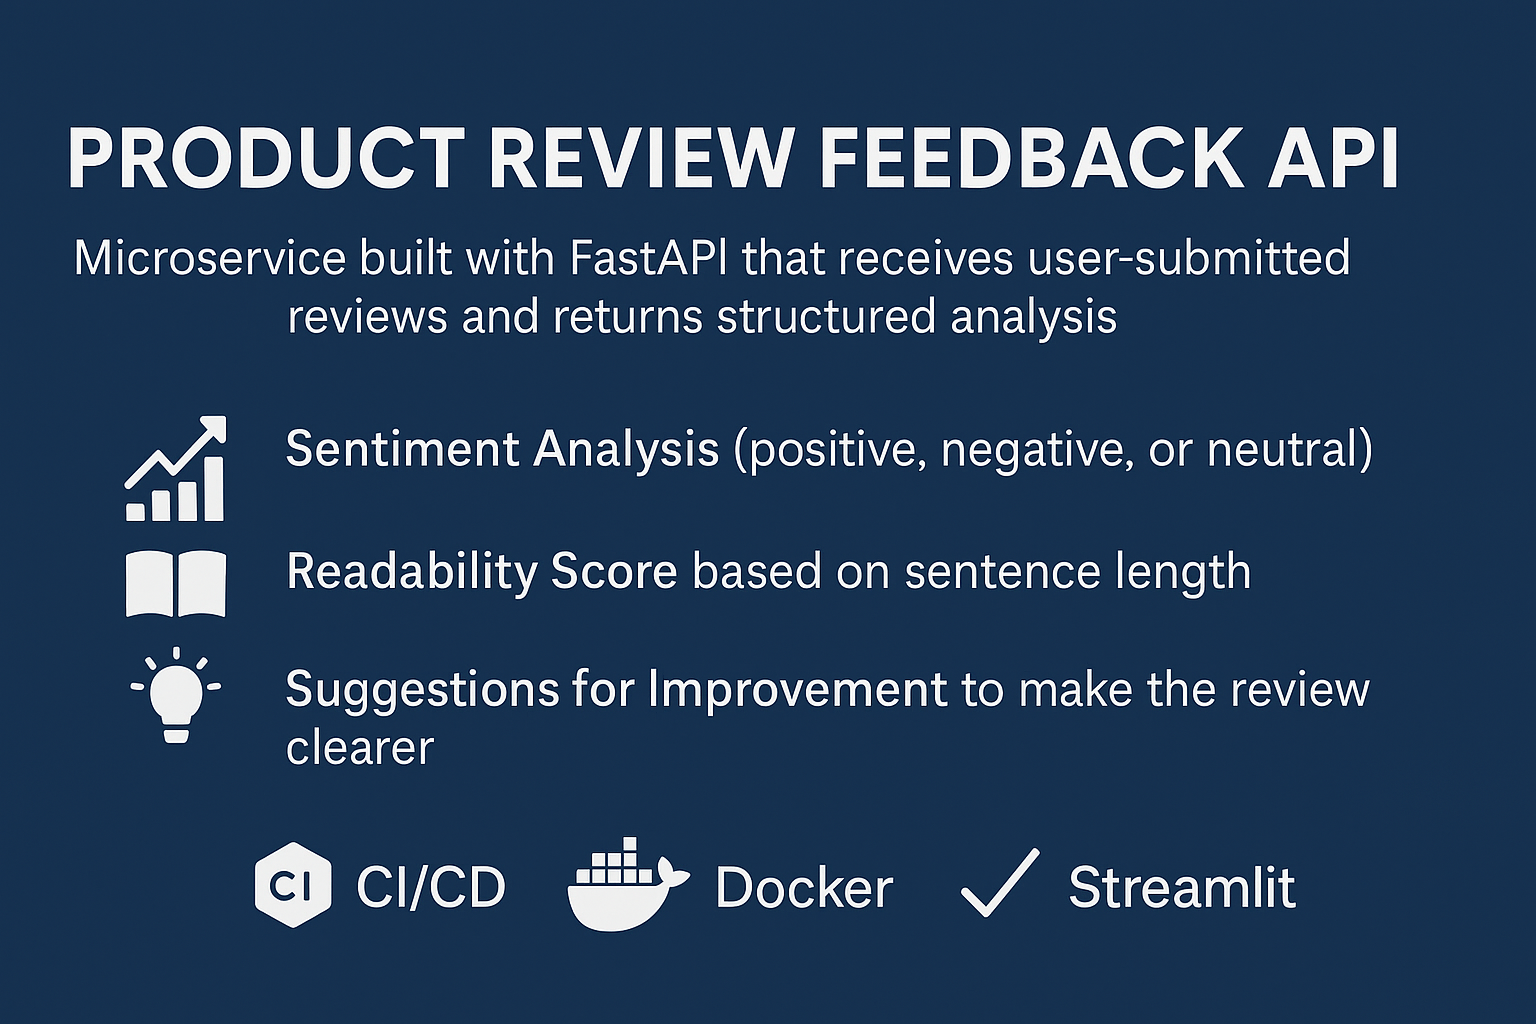 PRODUCT REVIEW FEEDBACK API
Microservice built with FastAPI that receives user-submitted
reviews and returns structured analysis
Sentiment Analysis (positive, negative, or neutral)
Readability Score based on sentence length
Suggestions for Improvement to make the review
clearer
CI CI/CD Docker Streamlit